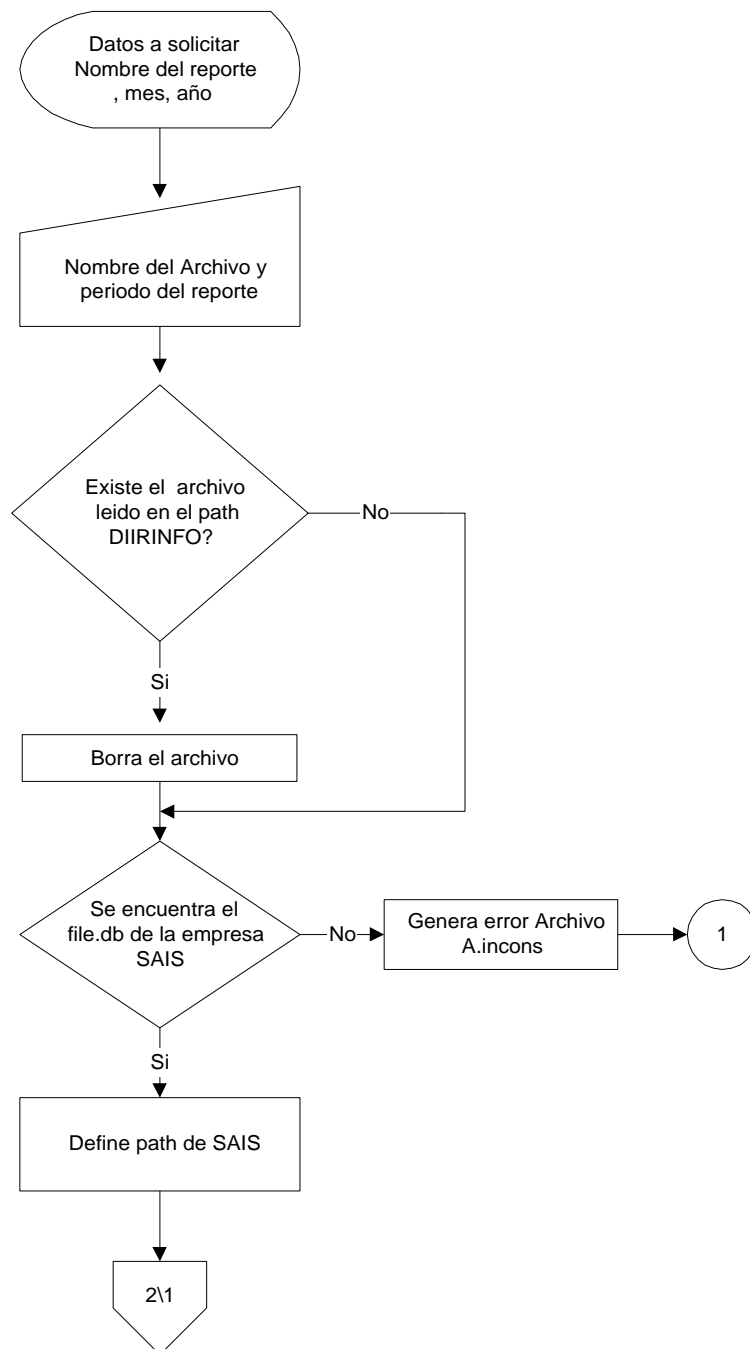 Datos a solicitar
Nombre del reporte
, mes, año
Nombre del Archivo y
periodo del reporte
Existe el archivo
leido en el path
DIIRINFO?
No
Si
Borra el archivo
Se encuentra el
file.db de la empresa
SAIS
No
Genera error Archivo
A.incons
1
Si
Define path de SAIS
2\1